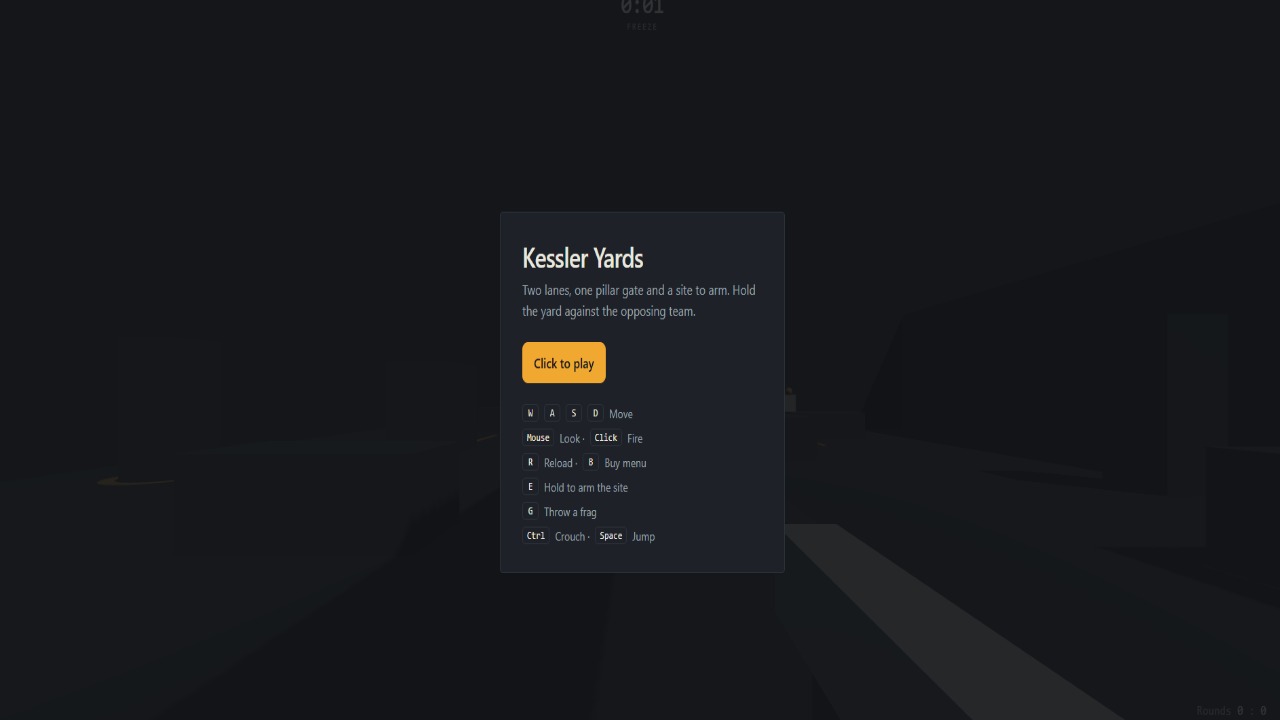 0:01
FREEZE
Kessler Yards
Two lanes, one pillar gate and a site to arm. Hold
the yard against the opposing team.
Click to play
W A S D Move
Mouse Look · Click Fire
R Reload · B Buy menu
E Hold to arm the site
G Throw a frag
Ctrl Crouch · Space Jump
Rounds 0 : 0